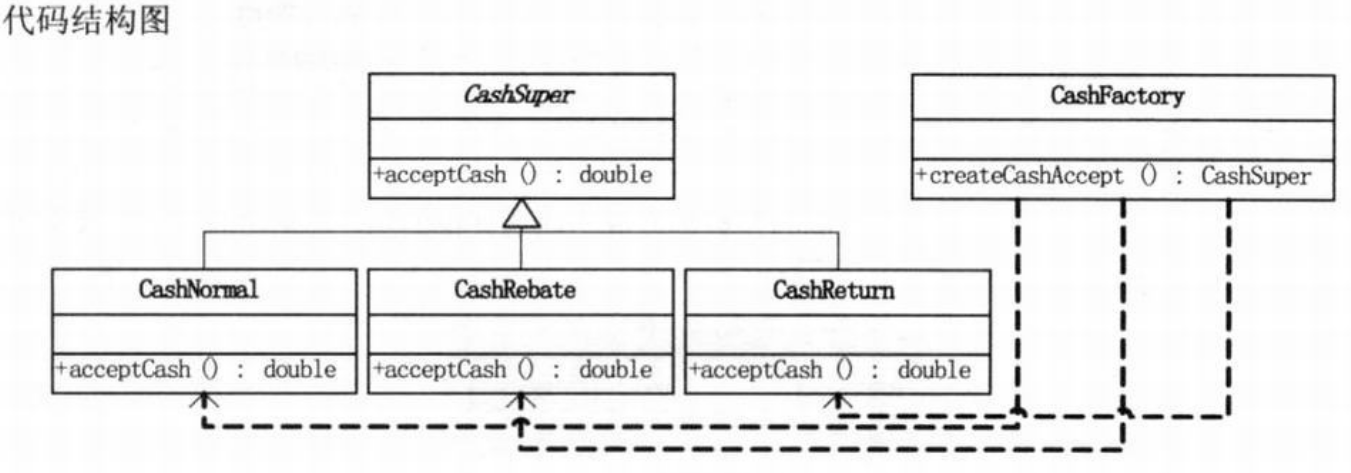 代码结构图
CashSuper
+acceptCash () : double
CashFactory
+createCashAccept () : CashSuper
CashNormal
+acceptCash () : double
CashRebate
+acceptCash () : double
CashReturn
+acceptCash () : double